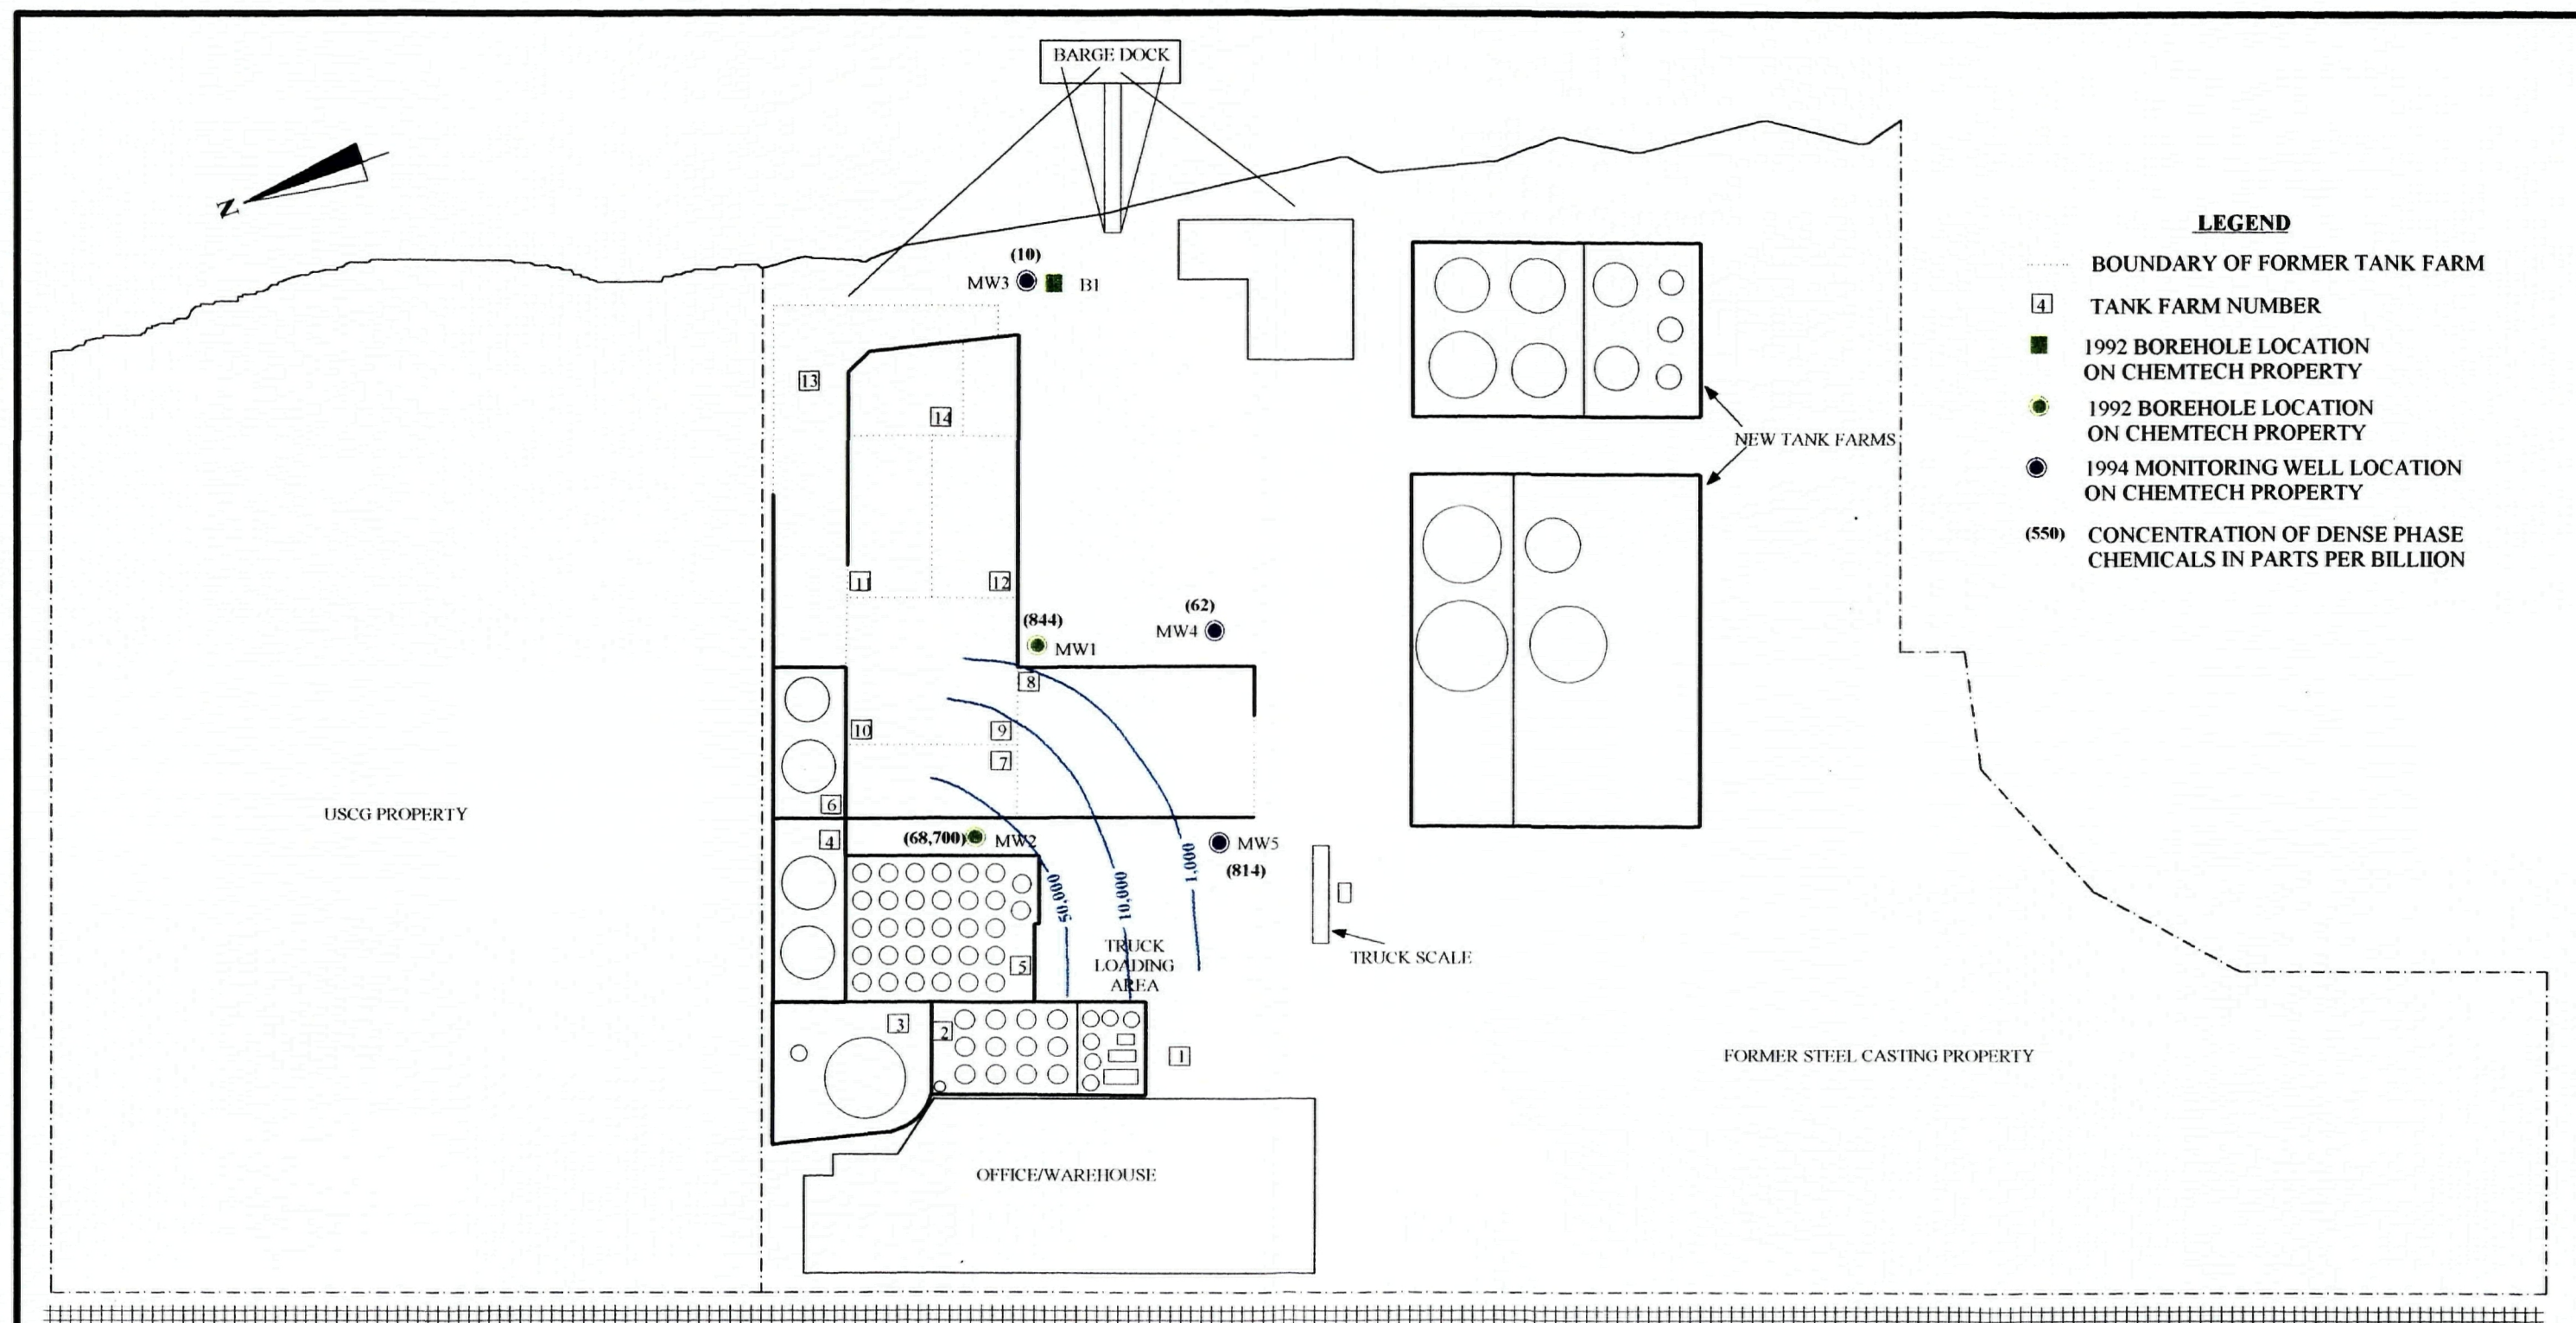 BARGE DOCK
N
(10)
MW3
B1
LEGEND
BOUNDARY OF FORMER TANK FARM
4 TANK FARM NUMBER
1992 BOREHOLE LOCATION
ON CHEMTECH PROPERTY
1992 BOREHOLE LOCATION
ON CHEMTECH PROPERTY
1994 MONITORING WELL LOCATION
ON CHEMTECH PROPERTY
(550) CONCENTRATION OF DENSE PHASE
CHEMICALS IN PARTS PER BILLIION
13
14
NEW TANK FARMS
11
12
(844)
MW1
(62)
MW4
8
10
9
7
6
USCG PROPERTY
4
(68,700)
MW2
MW5
(814)
50,000
10,000
1,000
TRUCK
LOADING
AREA
5
TRUCK SCALE
3
2
1
FORMER STEEL CASTING PROPERTY
OFFICE/WAREHOUSE